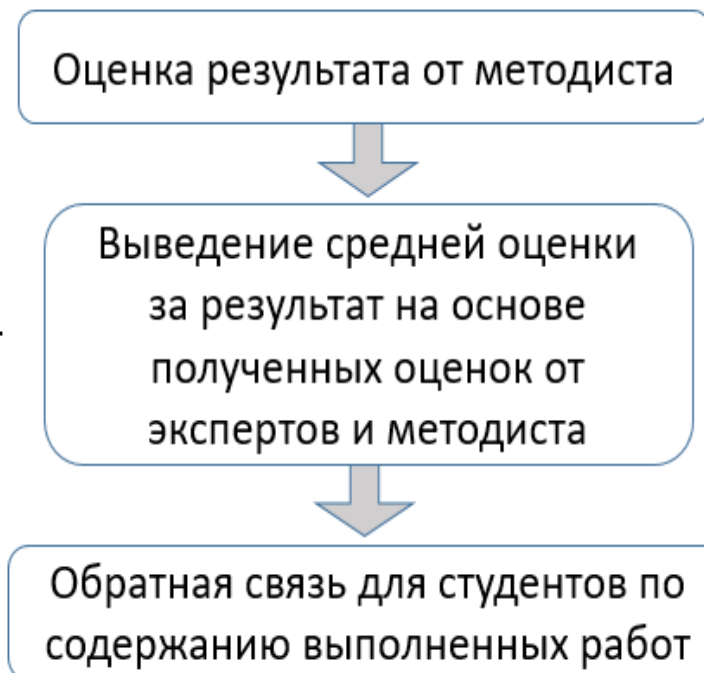 Оценка результата от методиста
Выведение средней оценки
за результат на основе
полученных оценок от
экспертов и методиста
Обратная связь для студентов по
содержанию выполненных работ